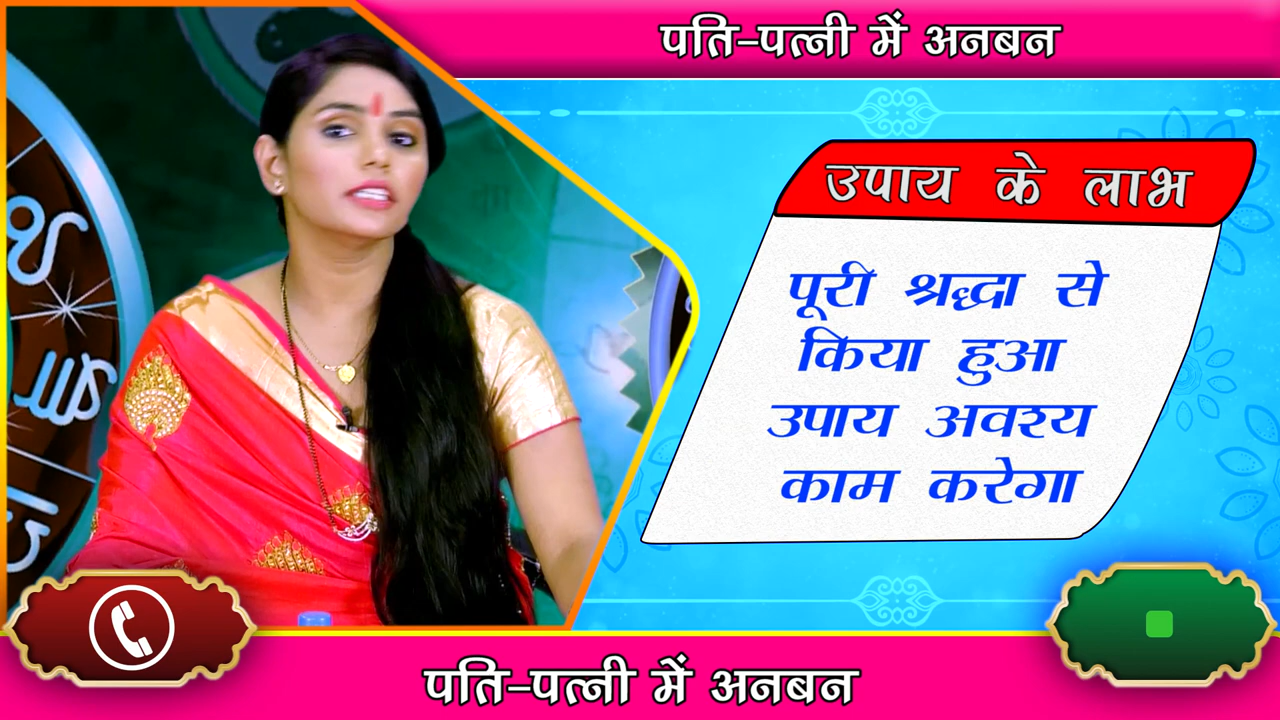 पति-पत्नी में अनबन
उपाय के लाभ
पूरी श्रद्धा से
किया हुआ
उपाय अवश्य
काम करेगा
पति-पत्नी में अनबन